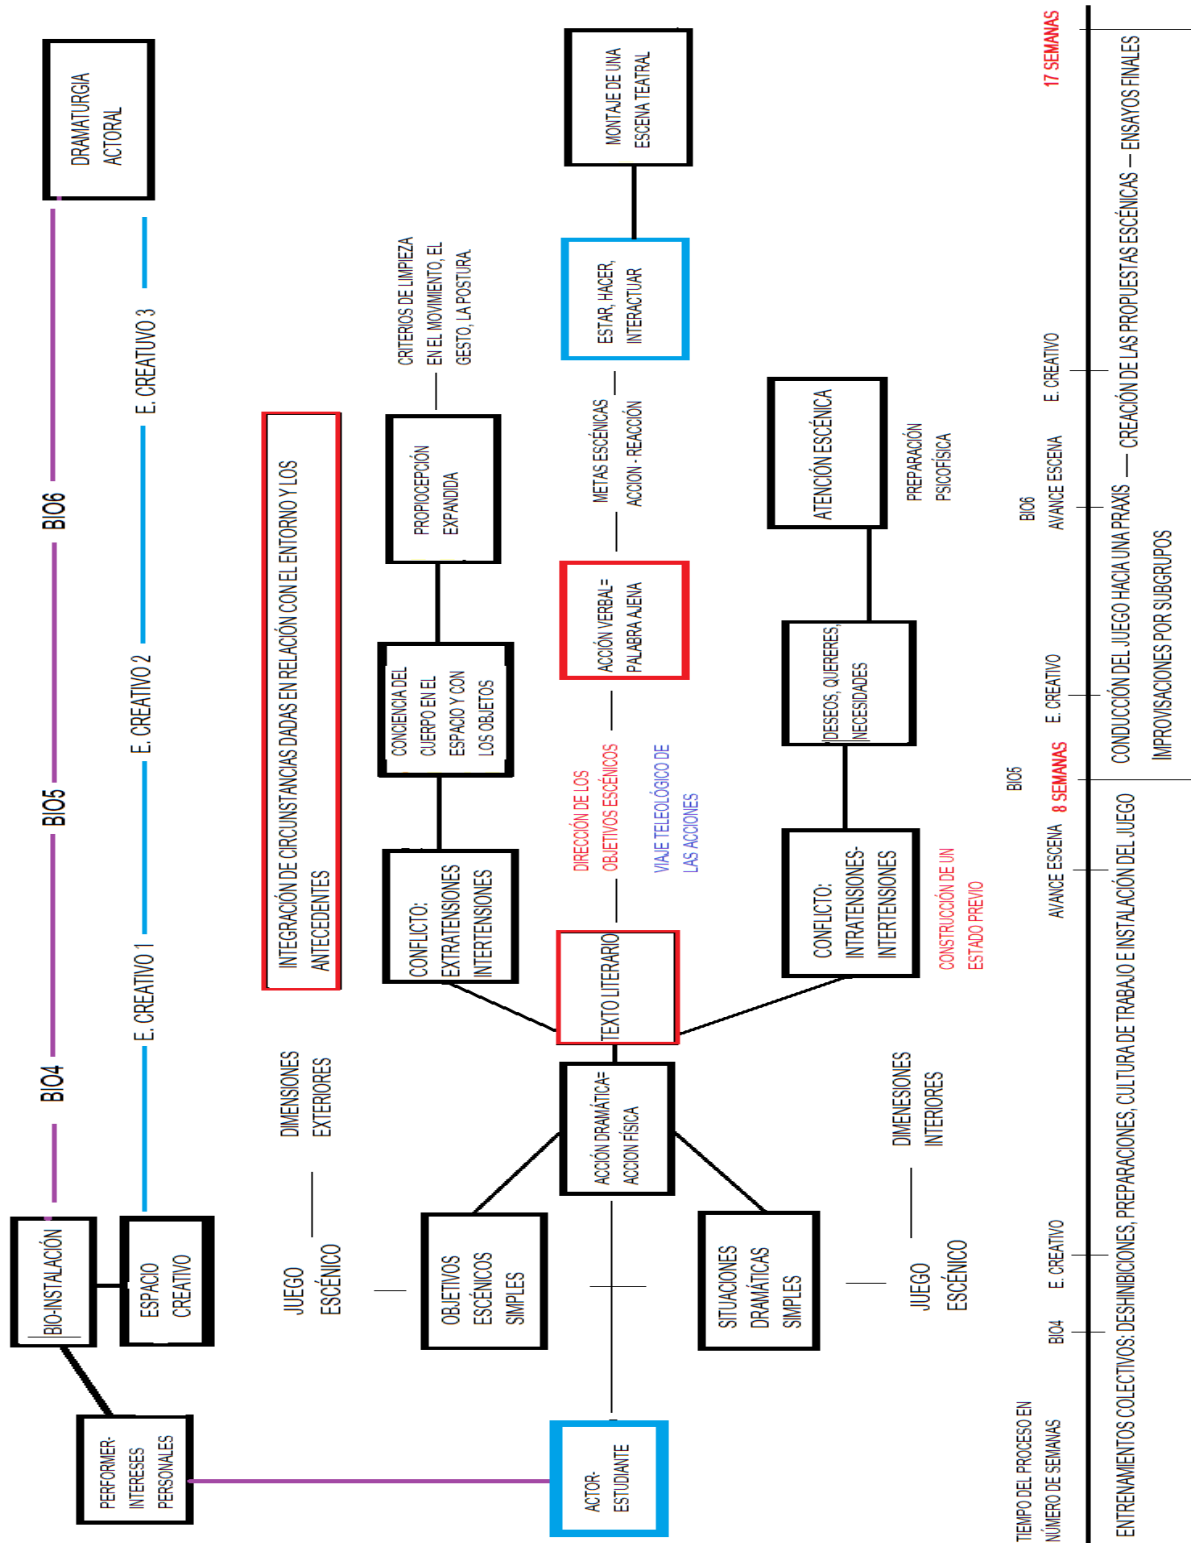 BIO-INSTALACIÓN
BIO4
BIO5
BIO6
DRAMATURGIA
ACTORAL
ESPACIO
CREATIVO
E. CREATIVO 1
E. CREATIVO 2
E. CREATUVO 3
PERFORMER-
INTERESES
PERSONALES
INTEGRACIÓN DE CIRCUNSTANCIAS DADAS EN RELACIÓN CON EL ENTORNO Y LOS
ANTECEDENTES
JUEGO
ESCÉNICO
DIMENSIONES
EXTERIORES
CONFLICTO:
EXTRATENSIONES
INTERTENSIONES
CONCIENCIA DEL
CUERPO EN EL
ESPACIO Y CON
LOS OBJETOS
PROPIOCEPCIÓN
EXPANDIDA
CRITERIOS DE LIMPIEZA
EN EL MOVIMIENTO, EL
GESTO, LA POSTURA.
OBJETIVOS
ESCÉNICOS
SIMPLES
ACTOR-
ESTUDIANTE
ACCIÓN DRAMÁTICA=
ACCION FÍSICA
TEXTO LITERARIO
DIRECCIÓN DE LOS
OBJETIVOS ESCÉNICOS
VIAJE TELEOLÓGICO DE
LAS ACCIONES
ACCIÓN VERBAL=
PALABRA AJENA
METAS ESCÉNICAS
ACCION - REACCIÓN
ESTAR, HACER,
INTERACTUAR
MONTAJE DE UNA
ESCENA TEATRAL
SITUACIONES
DRAMÁTICAS
SIMPLES
JUEGO
ESCÉNICO
DIMENESIONES
INTERIORES
CONFLICTO:
INTRATENSIONES-
INTERTENSIONES
CONSTRUCCIÓN DE UN
ESTADO PREVIO
DESEOS, QUERERES,
NECESIDADES
ATENCIÓN ESCÉNICA
PREPARACIÓN
PSICOFÍSICA
TIEMPO DEL PROCESO EN
NÚMERO DE SEMANAS
BIO4
E. CREATIVO
AVANCE ESCENA
8 SEMANAS
BIO5
E. CREATIVO
BIO6
AVANCE ESCENA
E. CREATIVO
17 SEMANAS
ENTRENAMIENTOS COLECTIVOS: DESHINIBICIONES, PREPARACIONES, CULTURA DE TRABAJO E INSTALACIÓN DEL JUEGO
CONDUCCIÓN DEL JUEGO HACIA UNA PRAXIS — CREACIÓN DE LAS PROPUESTAS ESCÉNICAS — ENSAYOS FINALES
IMPROVISACIONES POR SUBGRUPOS